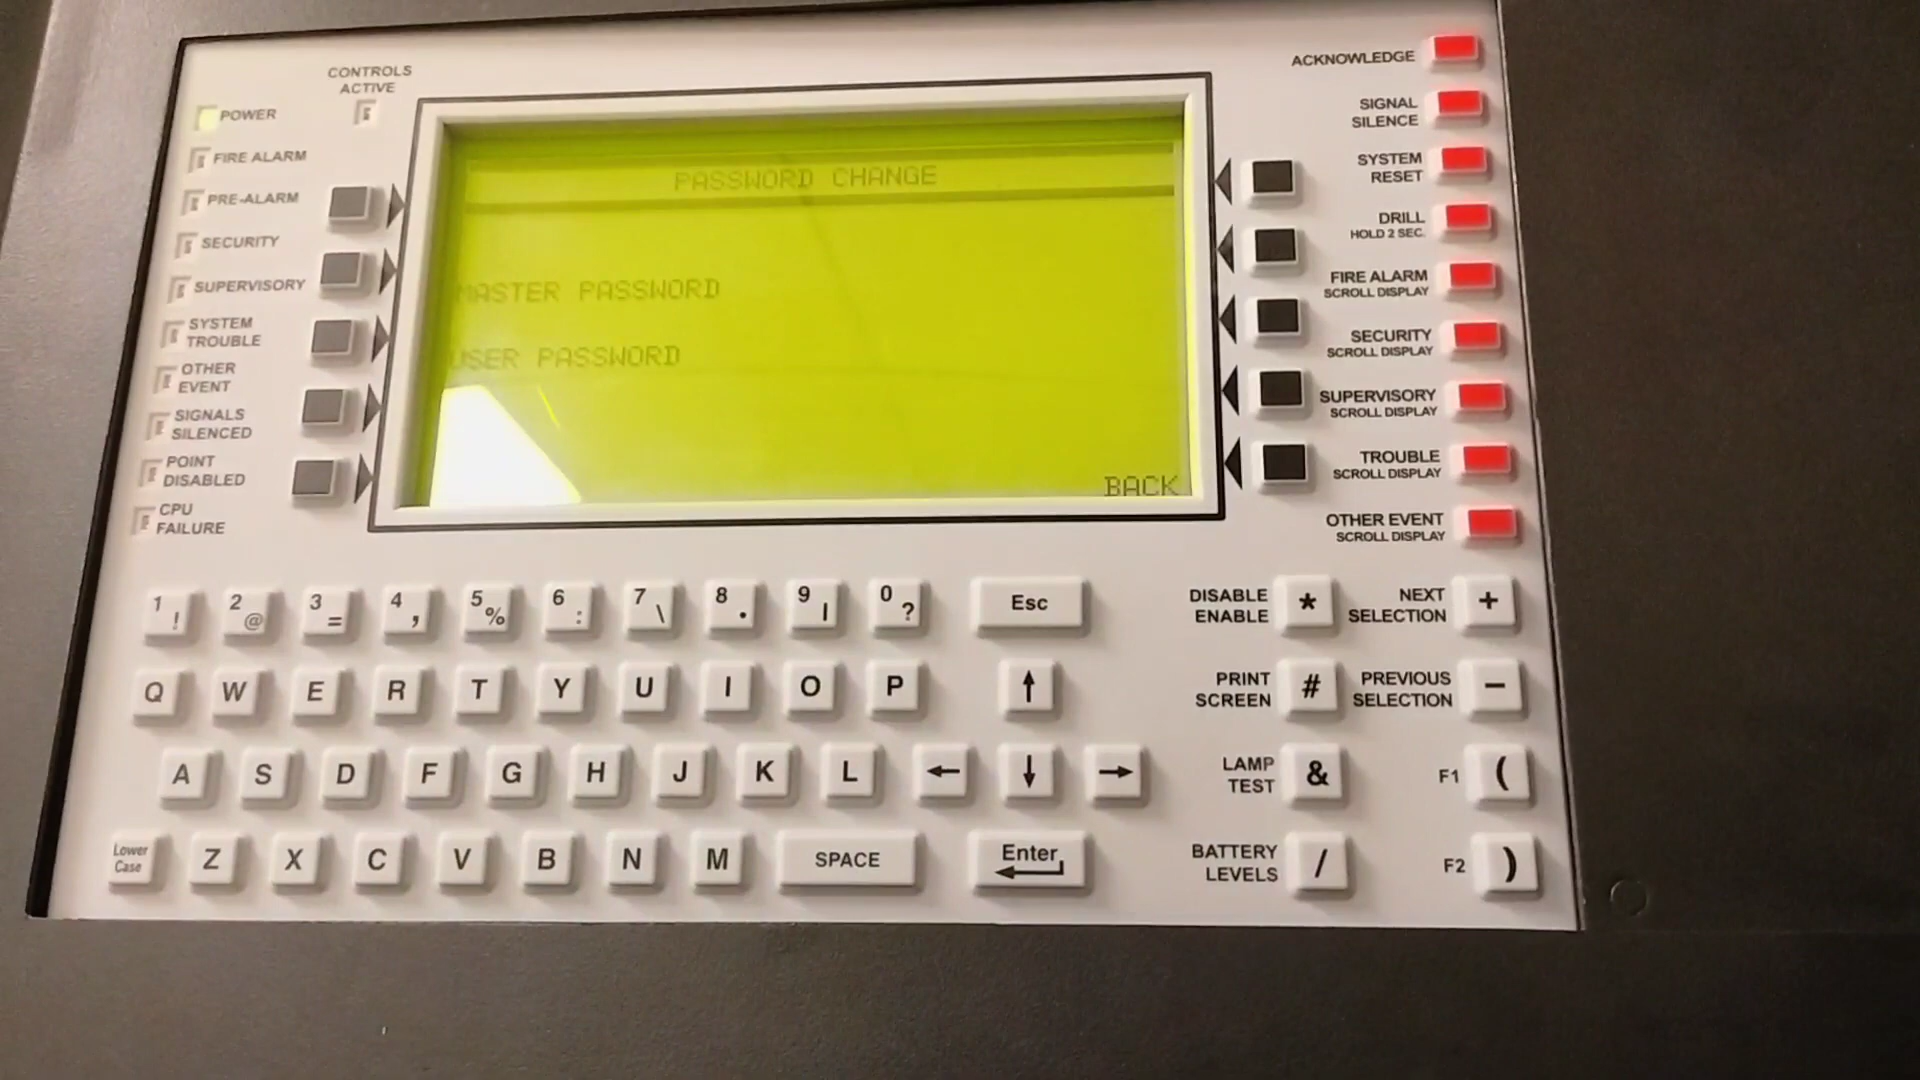 CONTROLS
ACTIVE
POWER
FIRE ALARM
PRE-ALARM
SECURITY
SUPERVISORY
SYSTEM
TROUBLE
OTHER
EVENT
SIGNALS
SILENCED
POINT
DISABLED
CPU
FAILURE
PASSWORD CHANGE
MASTER PASSWORD
USER PASSWORD
BACK
ACKNOWLEDGE
SIGNAL
SILENCE
SYSTEM
RESET
DRILL
HOLD 2 SEC.
FIRE ALARM
SCROLL DISPLAY
SECURITY
SCROLL DISPLAY
SUPERVISORY
SCROLL DISPLAY
TROUBLE
SCROLL DISPLAY
OTHER EVENT
SCROLL DISPLAY
1 ! 2 @ 3 = 4 , 5 % 6 : 7 \ 8 . 9 | 0 ? Esc
Q W E R T Y U I O P ↑
A S D F G H J K L ← ↓ →
Lower
Case
Z X C V B N M SPACE Enter
DISABLE
ENABLE
*
NEXT
SELECTION
+
PRINT
SCREEN
#
PREVIOUS
SELECTION
-
LAMP
TEST
&
F1 (
BATTERY
LEVELS
/
F2 )